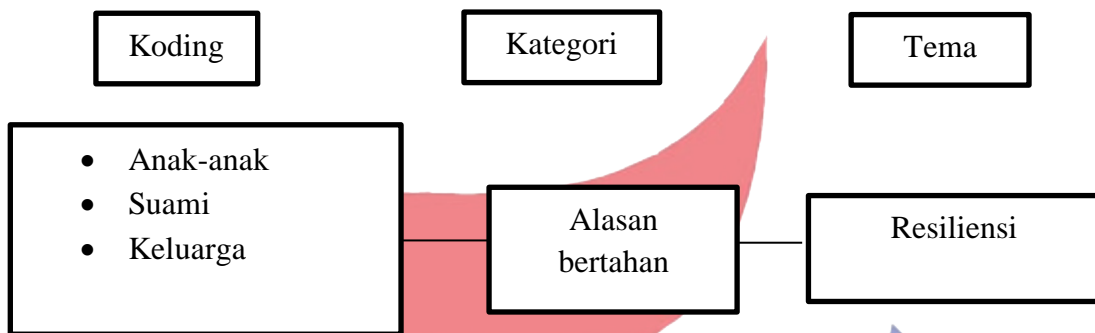 Koding
Kategori
Tema
• Anak-anak
• Suami
• Keluarga
Alasan
bertahan
Resiliensi